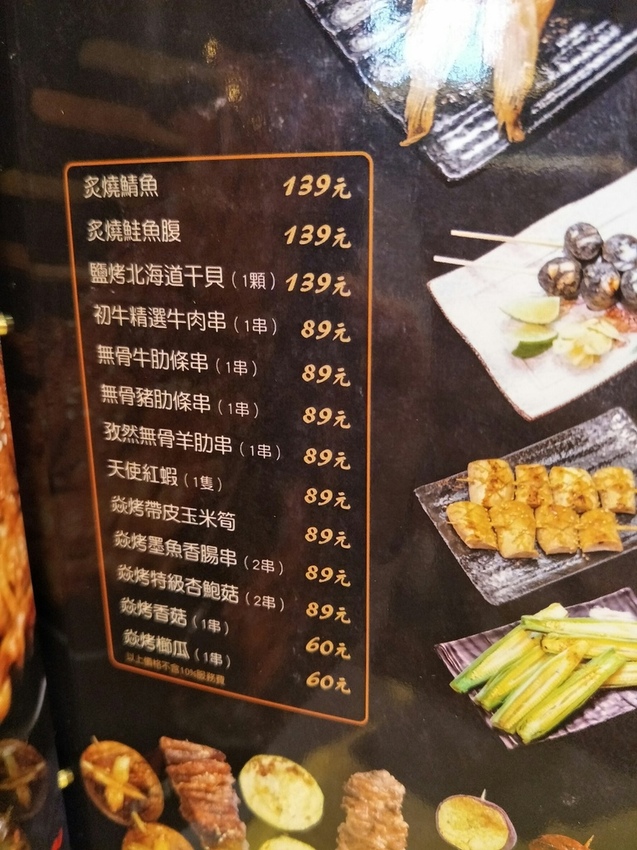 炙燒鯖魚 139元
炙燒鮭魚腹 139元
鹽烤北海道干貝(1顆) 139元
初牛精選牛肉串(1串) 89元
無骨牛肋條串(1串) 89元
無骨豬肋條串(1串) 89元
孜然無骨羊肋串(1串) 89元
天使紅蝦(1隻) 89元
焱烤帶皮玉米筍 89元
焱烤墨魚香腸串(2串) 89元
焱烤特級杏鮑菇(2串) 89元
焱烤香菇(1串) 60元
焱烤櫛瓜(1串) 60元
以上價格不含10%服務費